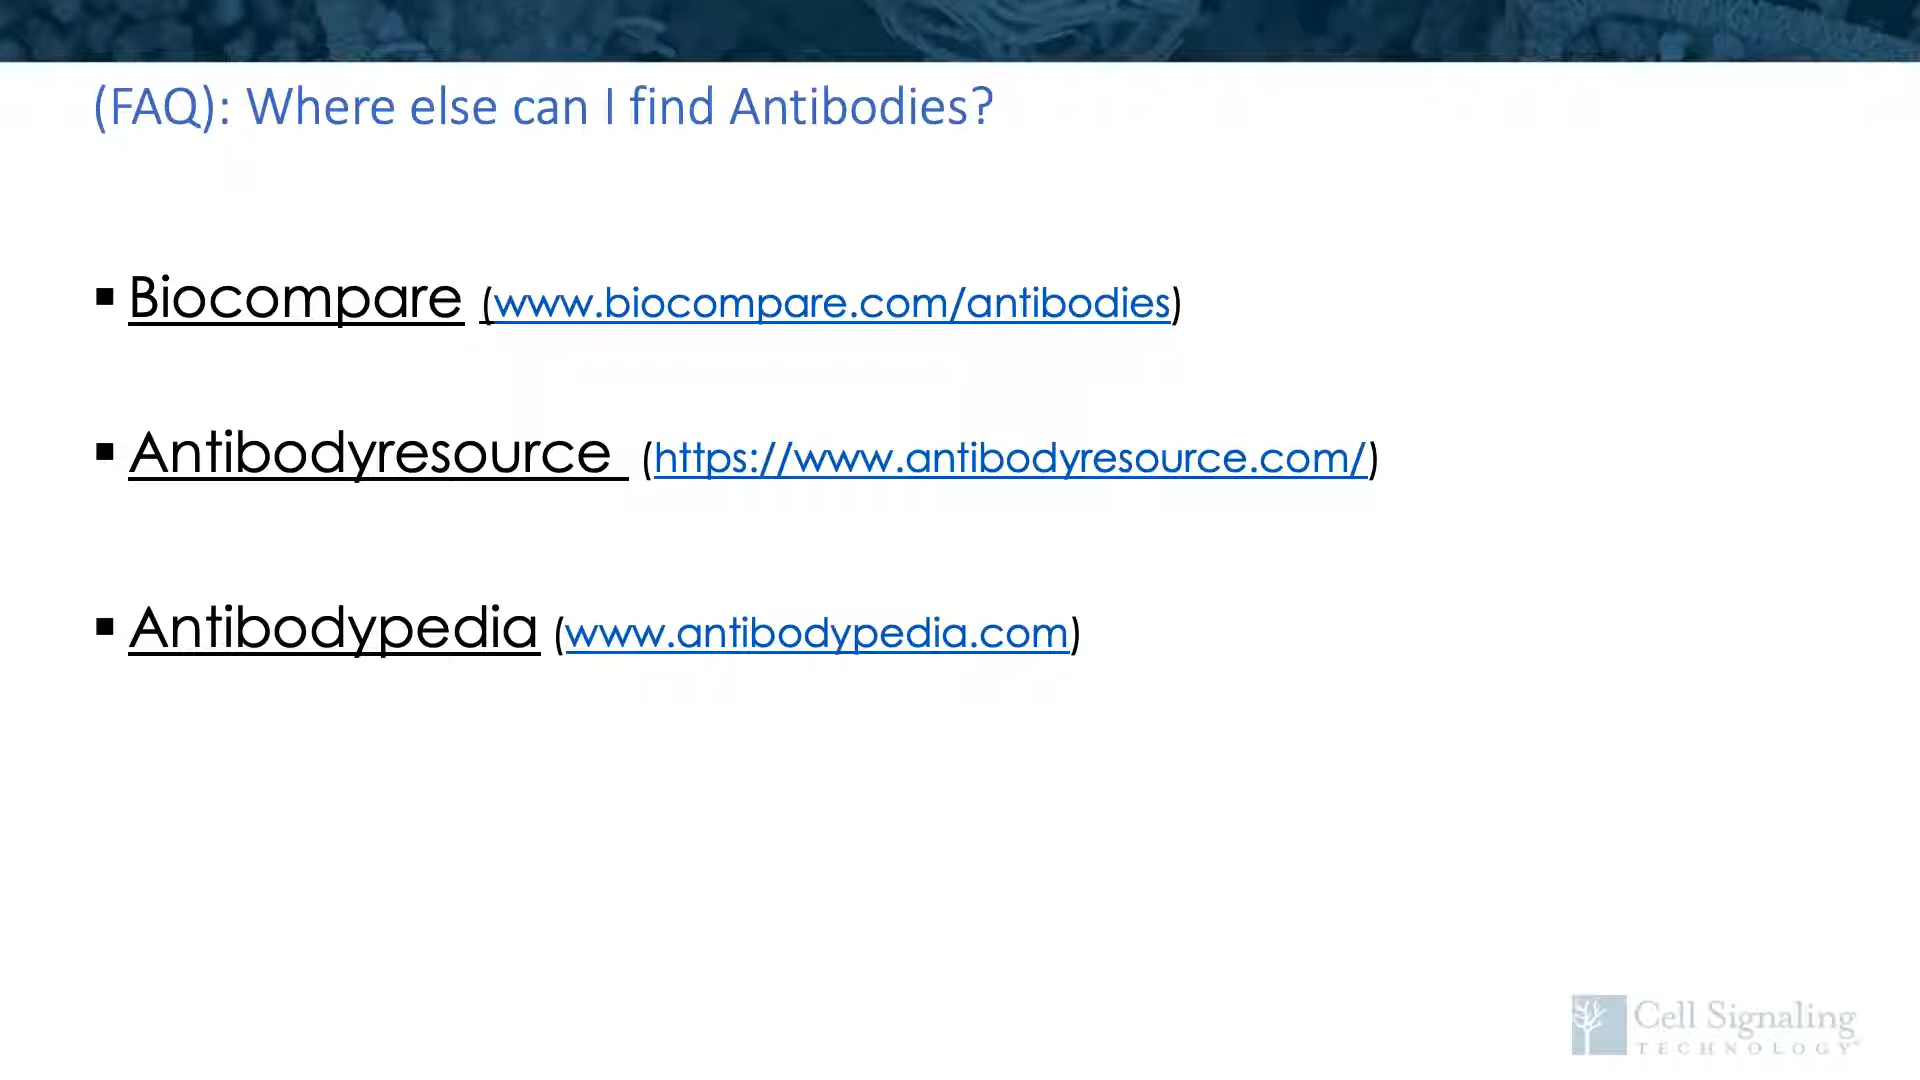 (FAQ): Where else can I find Antibodies?
▪ Biocompare (www.biocompare.com/antibodies)
▪ Antibodyresource (https://www.antibodyresource.com/)
▪ Antibodypedia (www.antibodypedia.com)
Cell Signaling
TECHNOLOGY®